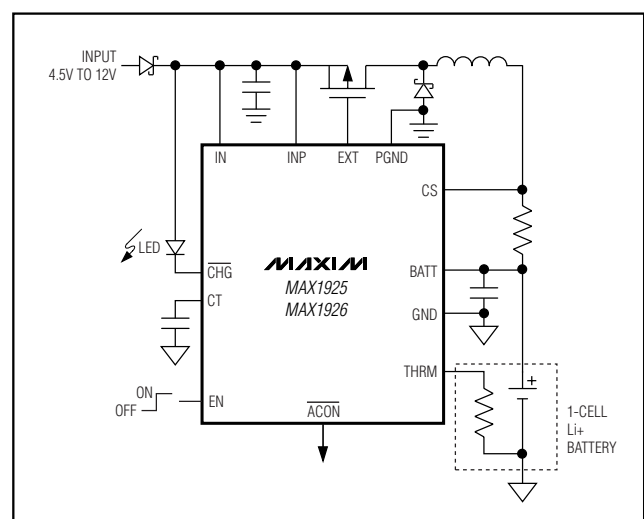 INPUT
4.5V TO 12V
IN
INP
EXT
PGND
CS
LED
CHG
MAXIM
MAX1925
MAX1926
BATT
CT
GND
THRM
ON
OFF
EN
ACON
+
1-CELL
Li+
BATTERY